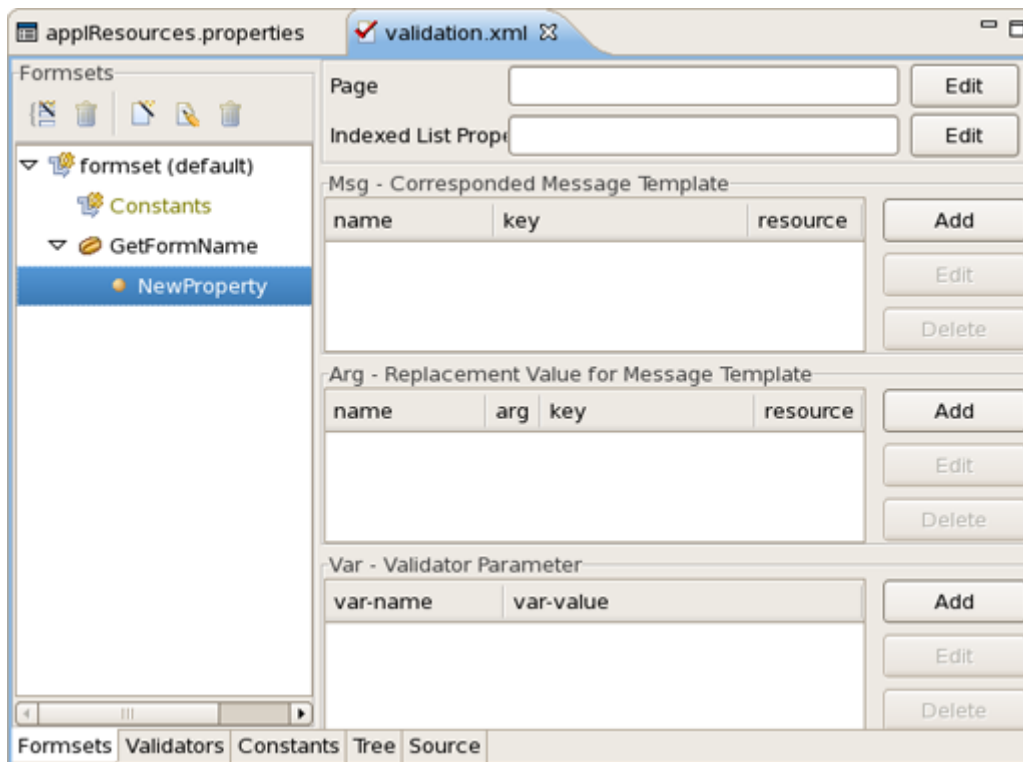 applResources.properties
validation.xml
Formsets
Page
Edit
Indexed List Prope
Edit
formset (default)
Constants
GetFormName
NewProperty
Msg - Corresponded Message Template
name key resource
Add
Edit
Delete
Arg - Replacement Value for Message Template
name arg key resource
Add
Edit
Delete
Var - Validator Parameter
var-name var-value
Add
Edit
Delete
Formsets Validators Constants Tree Source